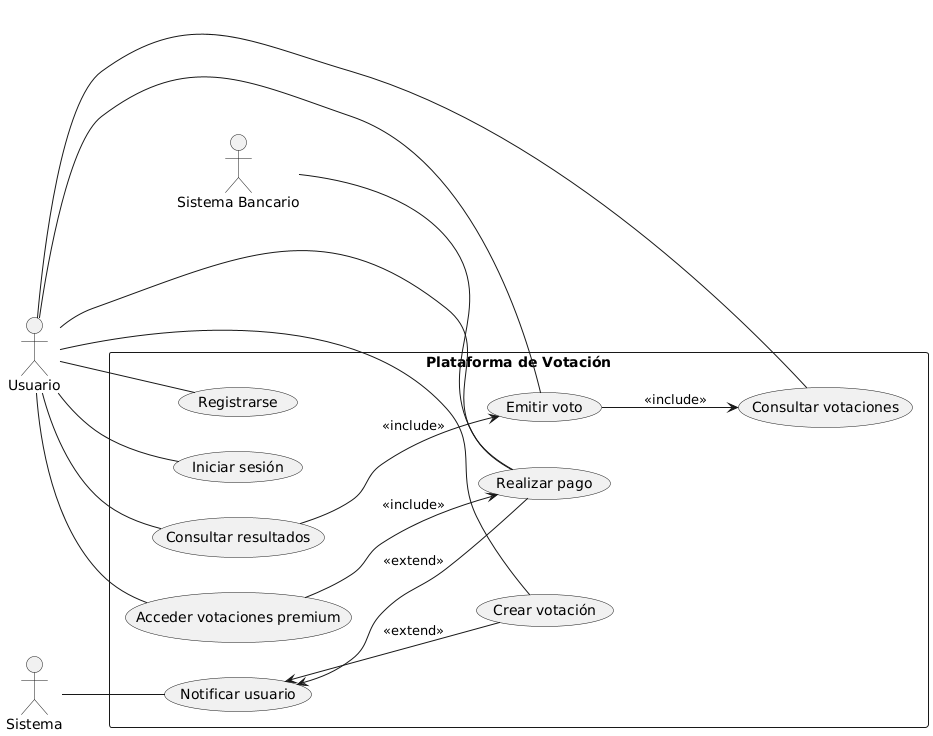 Sistema Bancario
Plataforma de Votación
Usuario
Registrarse
Emitir voto
«include»
Consultar votaciones
«include»
Iniciar sesión
Realizar pago
«include»
Consultar resultados
«extend»
Acceder votaciones premium
Crear votación
«extend»
Notificar usuario
Sistema